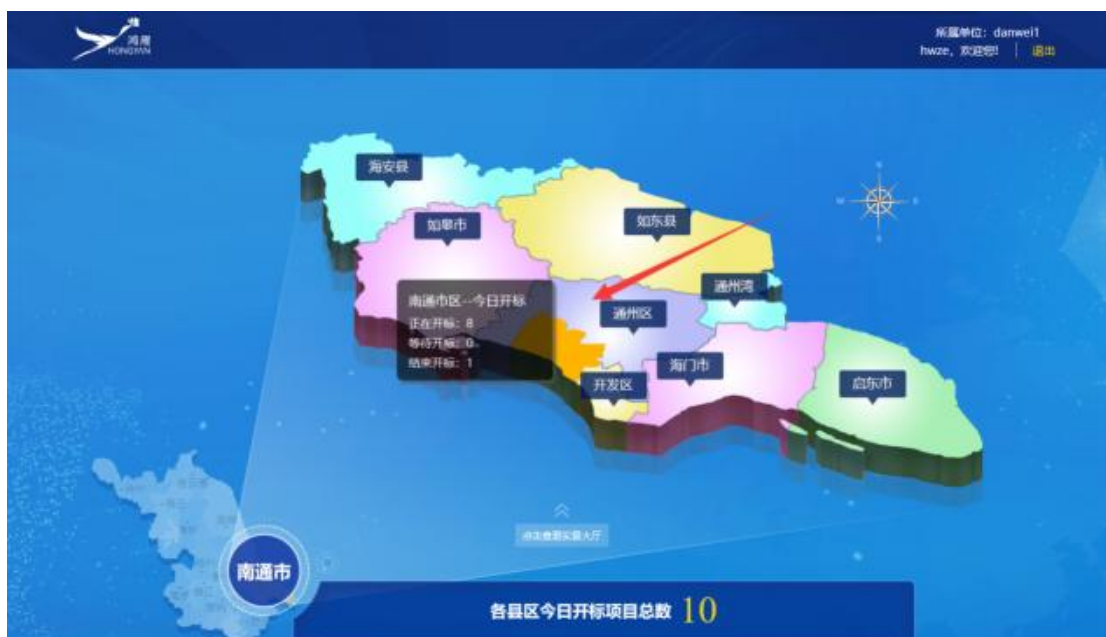 鸿雁
HONGYAN
所属单位：danwei1
hwze，欢迎您！ 退出
海安县
如皋市
如东县
通州湾
南通市区--今日开标
正在开标：8
等待开标：0
结束开标：1
通州区
海门市
开发区
启东市
南通市
各县区今日开标项目总数 10